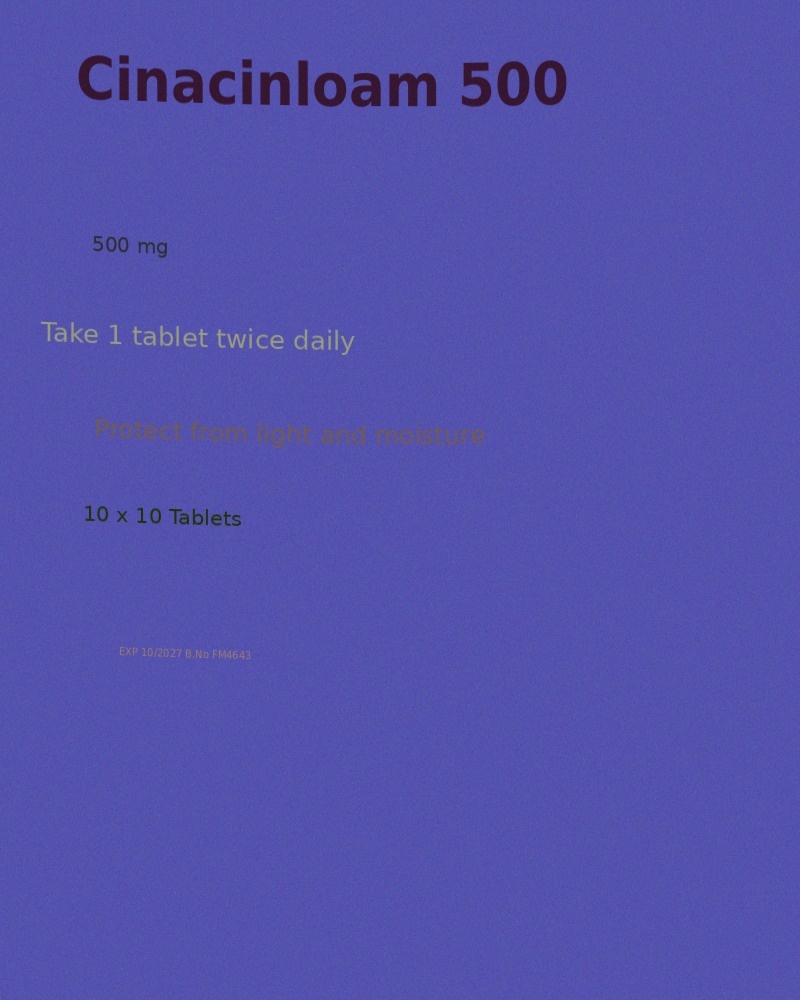 Cinacinloam 500
500 mg
Take 1 tablet twice daily
Protect from light and moisture
10 x 10 Tablets
EXP 10/2027 B.No FM4643